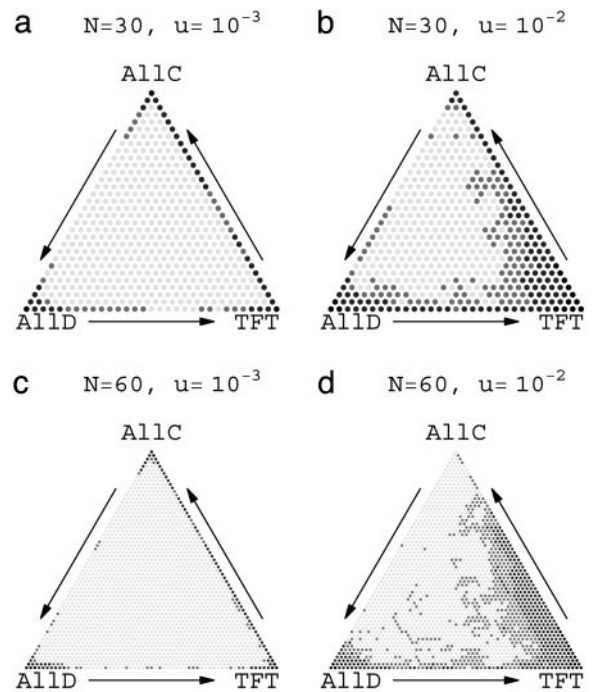 a N=30, u= 10⁻³
AllC
AllD TFT
b N=30, u= 10⁻²
AllC
AllD TFT
c N=60, u= 10⁻³
AllC
AllD TFT
d N=60, u= 10⁻²
AllC
AllD TFT